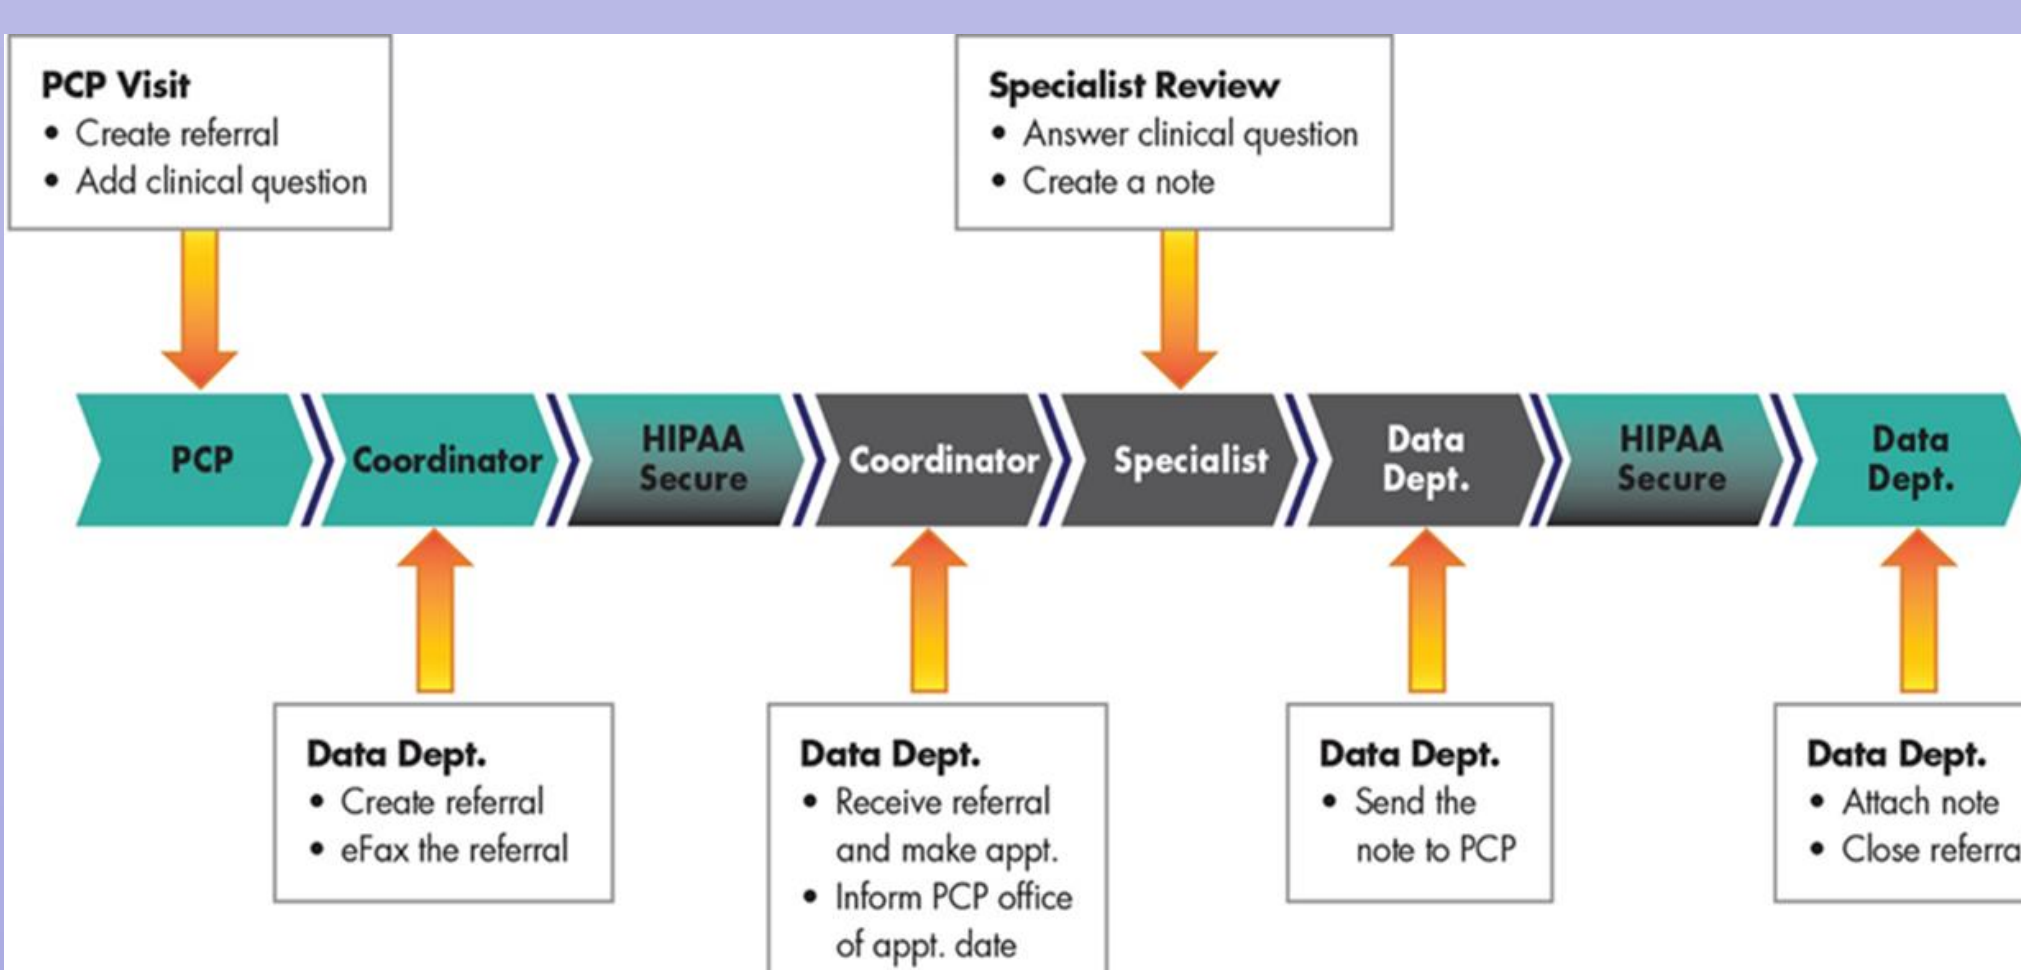 PCP Visit
• Create referral
• Add clinical question
Specialist Review
• Answer clinical question
• Create a note
PCP
Coordinator
HIPAA
Secure
Coordinator
Specialist
Data
Dept.
HIPAA
Secure
Data
Dept.
Data Dept.
• Create referral
• eFax the referral
Data Dept.
• Receive referral
and make appt.
• Inform PCP office
of appt. date
Data Dept.
• Send the
note to PCP
Data Dept.
• Attach note
• Close referra